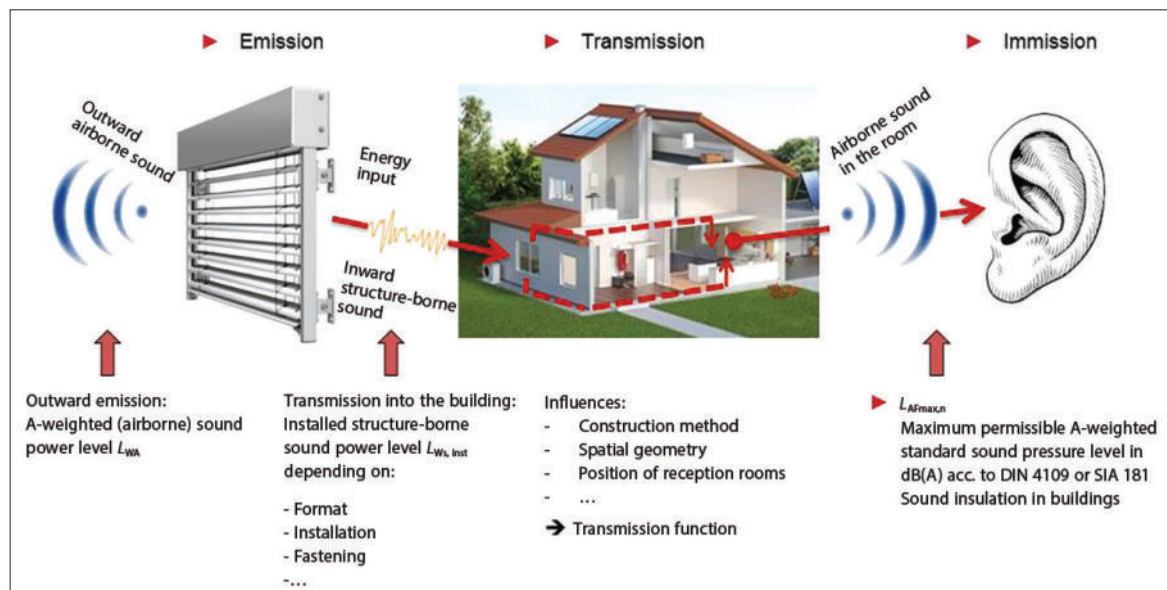 ► Emission
► Transmission
► Immission
Outward
airborne sound
Energy
input
Inward
structure-borne
sound
Airborne sound
in the room
Outward emission:
A-weighted (airborne) sound
power level LWA
Transmission into the building:
Installed structure-borne
sound power level LWs, inst
depending on:
- Format
- Installation
- Fastening
-...
Influences:
- Construction method
- Spatial geometry
- Position of reception rooms
- ...
➔ Transmission function
► LAFmax,n
Maximum permissible A-weighted
standard sound pressure level in
dB(A) acc. to DIN 4109 or SIA 181
Sound insulation in buildings